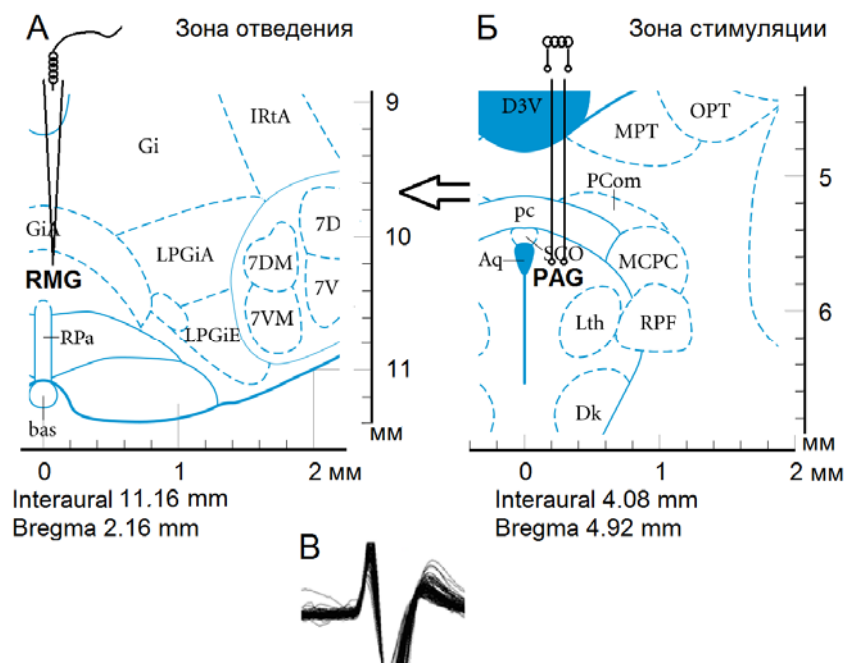 А
Зона отведения
9
IRtA
Gi
GiA
10
7D
LPGiA
7DM
RMG
7V
7VM
RPa
LPGiE
11
bas
мм
0 1 2 мм
Interaural 11.16 mm
Bregma 2.16 mm
Б
Зона стимуляции
D3V
OPT
MPT
5
PCom
pc
SCO
Aq
PAG
MCPC
6
Lth
RPF
Dk
мм
0 1 2 мм
Interaural 4.08 mm
Bregma 4.92 mm
В